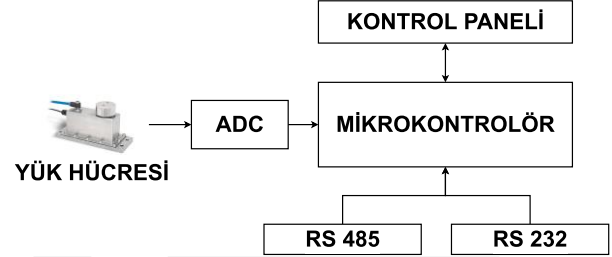 KONTROL PANELİ
ADC
MİKROKONTROLÖR
YÜK HÜCRESİ
RS 485
RS 232